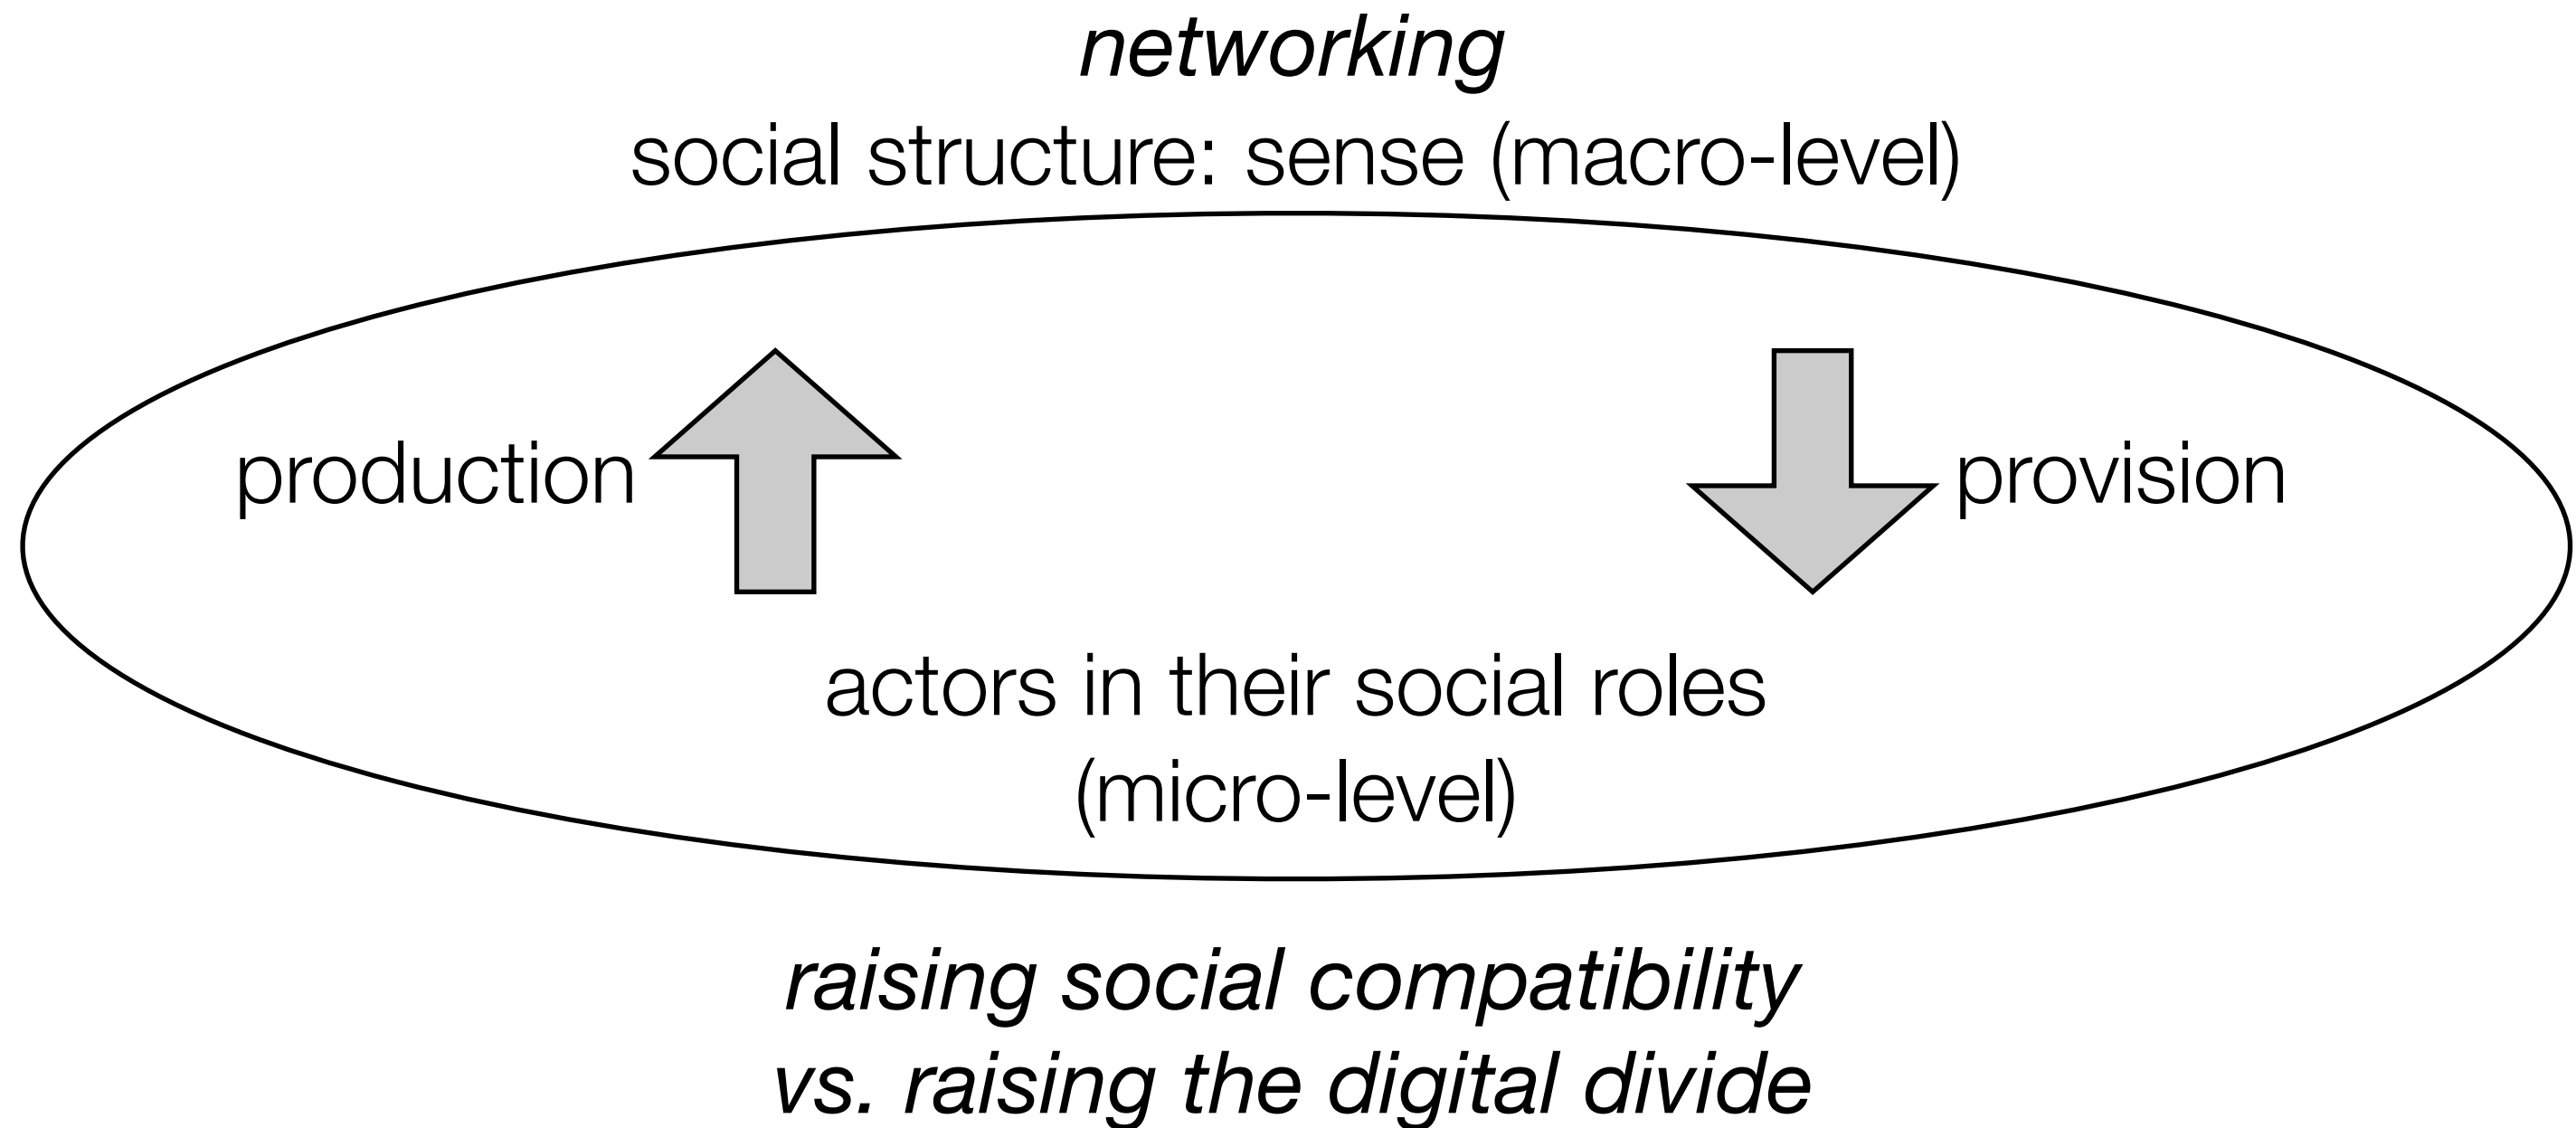 networking
social structure: sense (macro-level)
production
provision
actors in their social roles
(micro-level)
raising social compatibility
vs. raising the digital divide